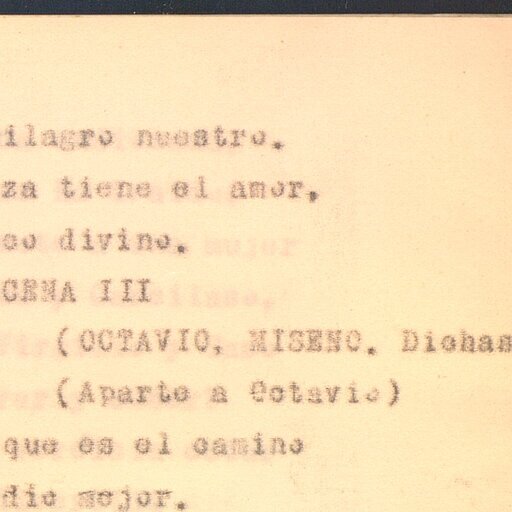 ilagro nuestro.
za tiene el amor,
co divino.
CENA III
(OCTAVIO, MISENO. Dichas
(Aparte a Octavio)
que es el camino
die mejor.